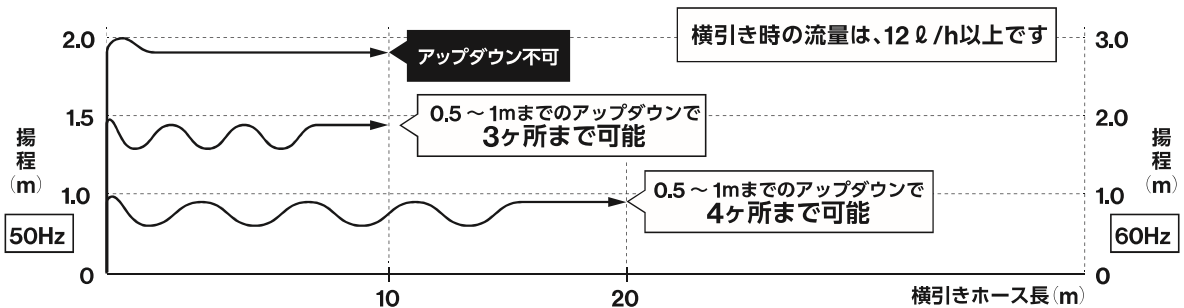 横引き時の流量は、12ℓ/h以上です
2.0
アップダウン不可
3.0
1.5
0.5～1mまでのアップダウンで
3ヶ所まで可能
2.0
揚程(m)
揚程(m)
1.0
0.5～1mまでのアップダウンで
4ヶ所まで可能
1.0
50Hz
60Hz
0
0
10
20
横引きホース長(m)